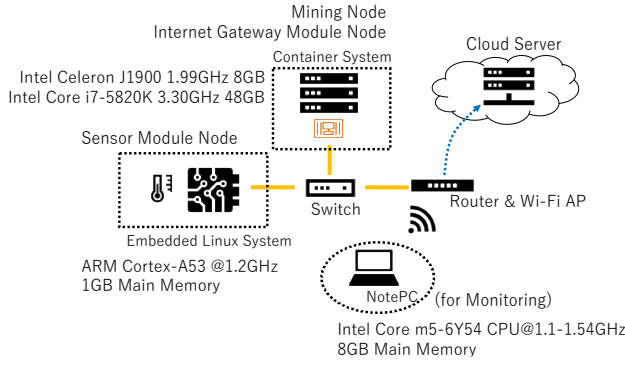 Mining Node
Internet Gateway Module Node
Container System
Cloud Server
Intel Celeron J1900 1.99GHz 8GB
Intel Core i7-5820K 3.30GHz 48GB
Sensor Module Node
Switch
Router & Wi-Fi AP
Embedded Linux System
ARM Cortex-A53 @1.2GHz
1GB Main Memory
NotePC
(for Monitoring)
Intel Core m5-6Y54 CPU@1.1-1.54GHz
8GB Main Memory